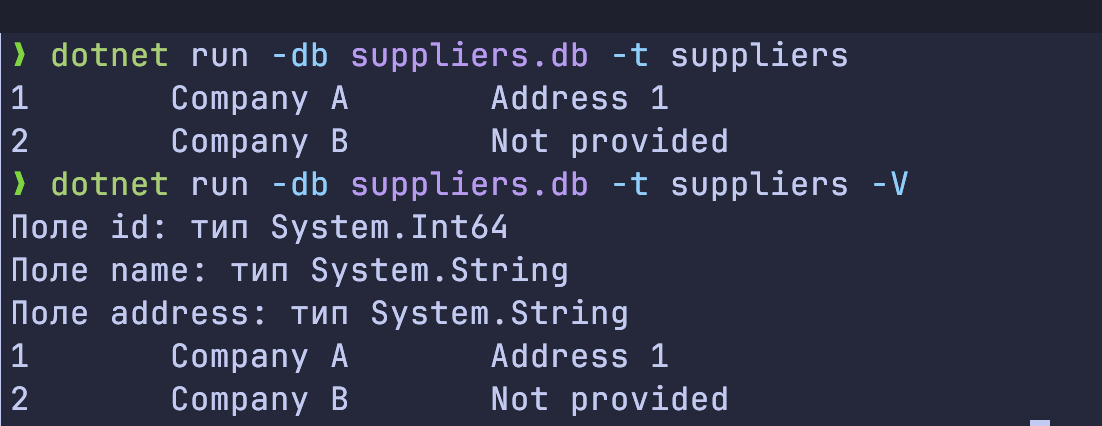 ❯ dotnet run -db suppliers.db -t suppliers
1       Company A       Address 1
2       Company B       Not provided
❯ dotnet run -db suppliers.db -t suppliers -V
Поле id: тип System.Int64
Поле name: тип System.String
Поле address: тип System.String
1       Company A       Address 1
2       Company B       Not provided